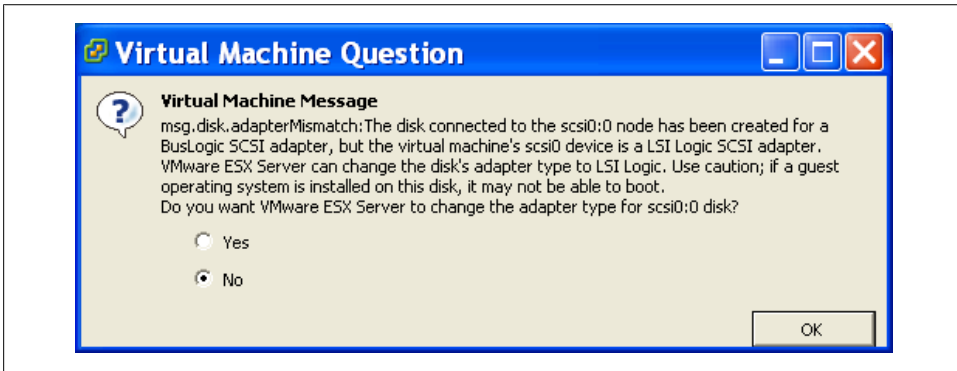 Virtual Machine Question
Virtual Machine Message
msg.disk.adapterMismatch:The disk connected to the scsi0:0 node has been created for a
BusLogic SCSI adapter, but the virtual machine's scsi0 device is a LSI Logic SCSI adapter.
VMware ESX Server can change the disk's adapter type to LSI Logic. Use caution; if a guest
operating system is installed on this disk, it may not be able to boot.
Do you want VMware ESX Server to change the adapter type for scsi0:0 disk?
Yes
No
OK